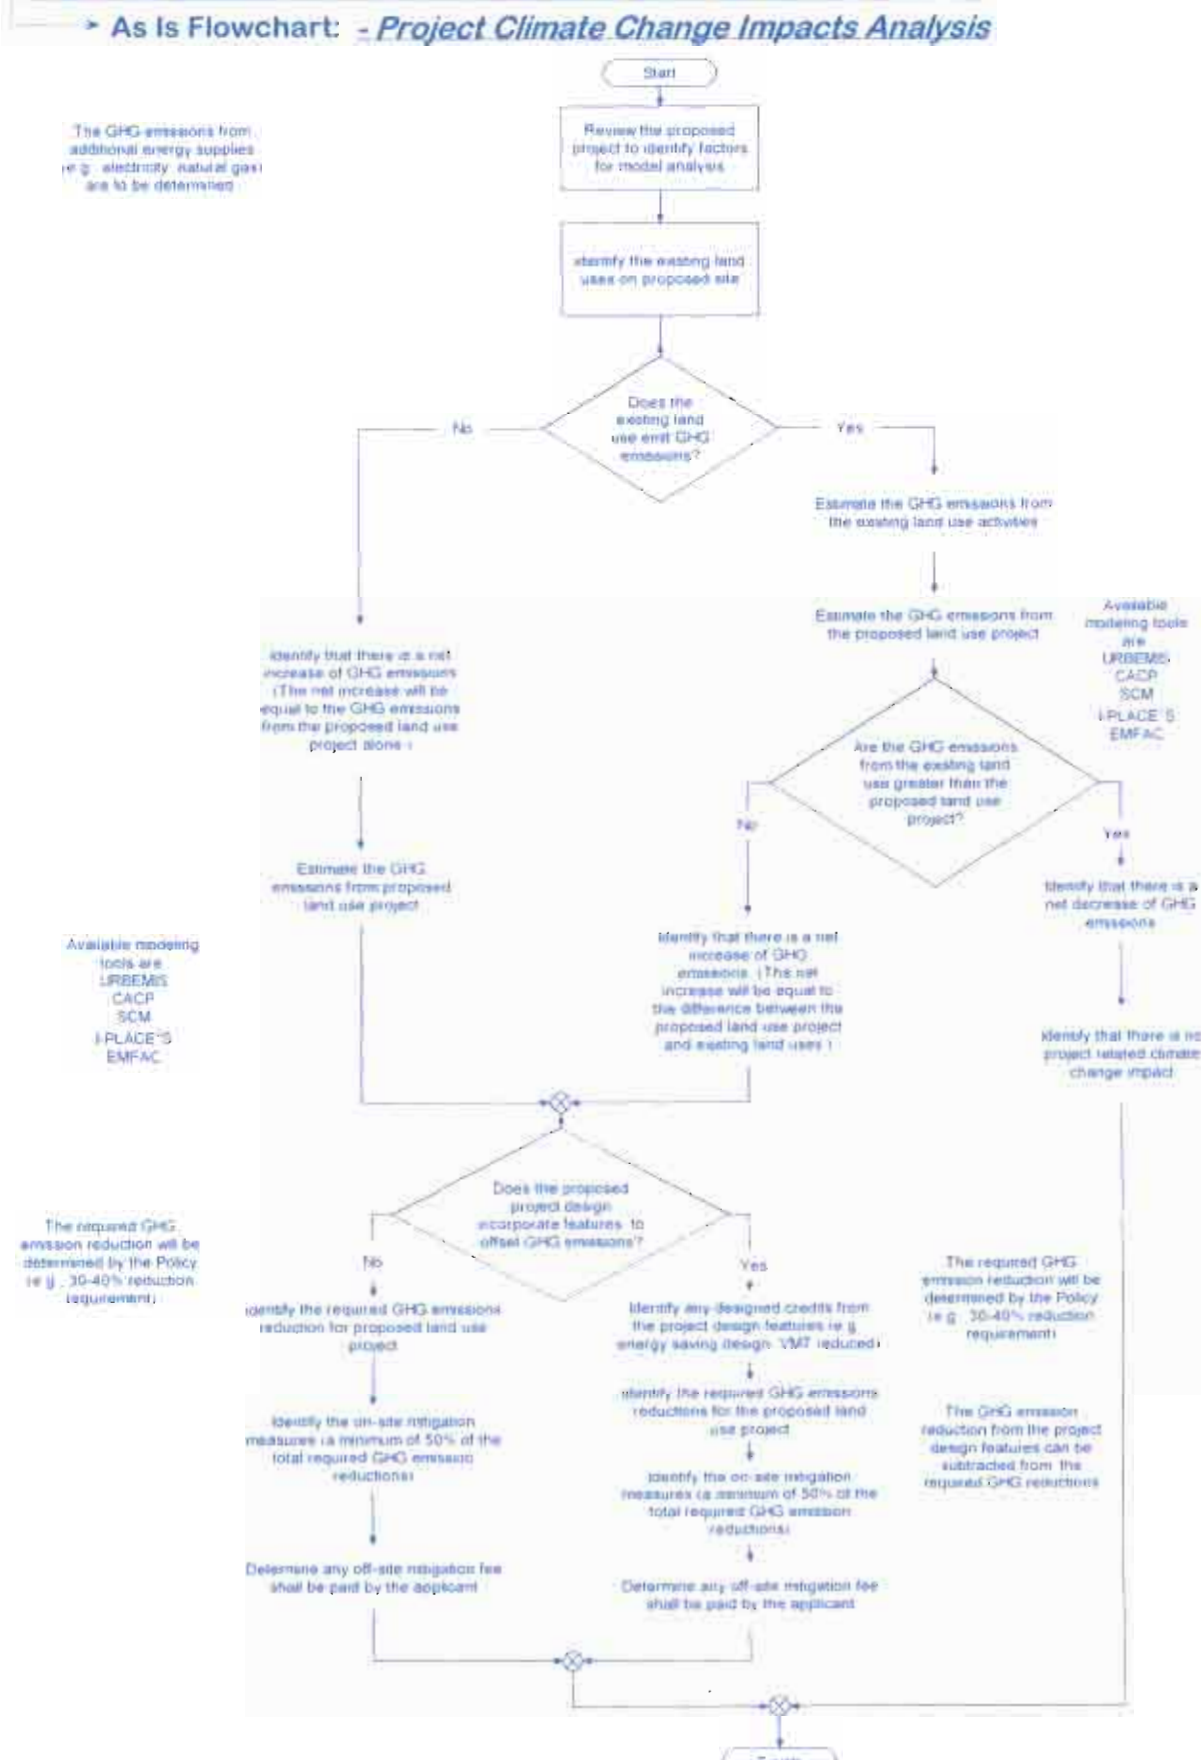 ➤ As Is Flowchart: - Project Climate Change Impacts Analysis
Start
The GHG emissions from
additional energy supplies
(e.g. electricity, natural gas)
are to be determined
Review the proposed
project to identify factors
for model analysis
Identify the existing land
uses on proposed site
Does the
existing land
use emit GHG
emissions?
No
Yes
Estimate the GHG emissions from
the existing land use activities
Estimate the GHG emissions from
the proposed land use project
Available
modeling tools
are
URBEMIS
CACP
SCM
I-PLACE³S
EMFAC
Identify that there is a net
increase of GHG emissions
(The net increase will be
equal to the GHG emissions
from the proposed land use
project alone.)
Are the GHG emissions
from the existing land
use greater than the
proposed land use
project?
No
Yes
Estimate the GHG
emissions from proposed
land use project
Identify that there is a
net decrease of GHG
emissions
Identify that there is a net
increase of GHG
emissions. (The net
increase will be equal to
the difference between the
proposed land use project
and existing land uses.)
Available modeling
tools are
URBEMIS
CACP
SCM
I-PLACE³S
EMFAC
Identify that there is no
project related climate
change impact
Does the proposed
project design
incorporate features to
offset GHG emissions?
No
Yes
The required GHG
emission reduction will be
determined by the Policy
(e.g., 30-40% reduction
requirement)
The required GHG
emission reduction will be
determined by the Policy
(e.g., 30-40% reduction
requirement)
Identify the required GHG emissions
reduction for proposed land use
project
Identify any designed credits from
the project design features (e.g.
energy saving design, VMT reduced)
Identify the required GHG emissions
reductions for the proposed land
use project
Identify the on-site mitigation
measures (a minimum of 50% of the
total required GHG emission
reductions)
The GHG emission
reduction from the project
design features can be
subtracted from the
required GHG reductions
Identify the on-site mitigation
measures (a minimum of 50% of the
total required GHG emission
reductions)
Determine any off-site mitigation fee
shall be paid by the applicant
Determine any off-site mitigation fee
shall be paid by the applicant